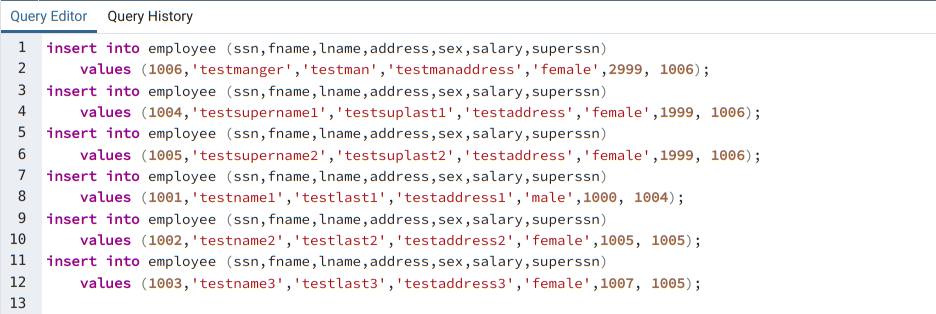 Query Editor Query History
1 insert into employee (ssn,fname,lname,address,sex,salary,superssn)
2 values (1006,'testmanger','testman','testmanaddress','female',2999, 1006);
3 insert into employee (ssn,fname,lname,address,sex,salary,superssn)
4 values (1004,'testsupername1','testsuplast1','testaddress','female',1999, 1006);
5 insert into employee (ssn,fname,lname,address,sex,salary,superssn)
6 values (1005,'testsupername2','testsuplast2','testaddress','female',1999, 1006);
7 insert into employee (ssn,fname,lname,address,sex,salary,superssn)
8 values (1001,'testname1','testlast1','testaddress1','male',1000, 1004);
9 insert into employee (ssn,fname,lname,address,sex,salary,superssn)
10 values (1002,'testname2','testlast2','testaddress2','female',1005, 1005);
11 insert into employee (ssn,fname,lname,address,sex,salary,superssn)
12 values (1003,'testname3','testlast3','testaddress3','female',1007, 1005);
13